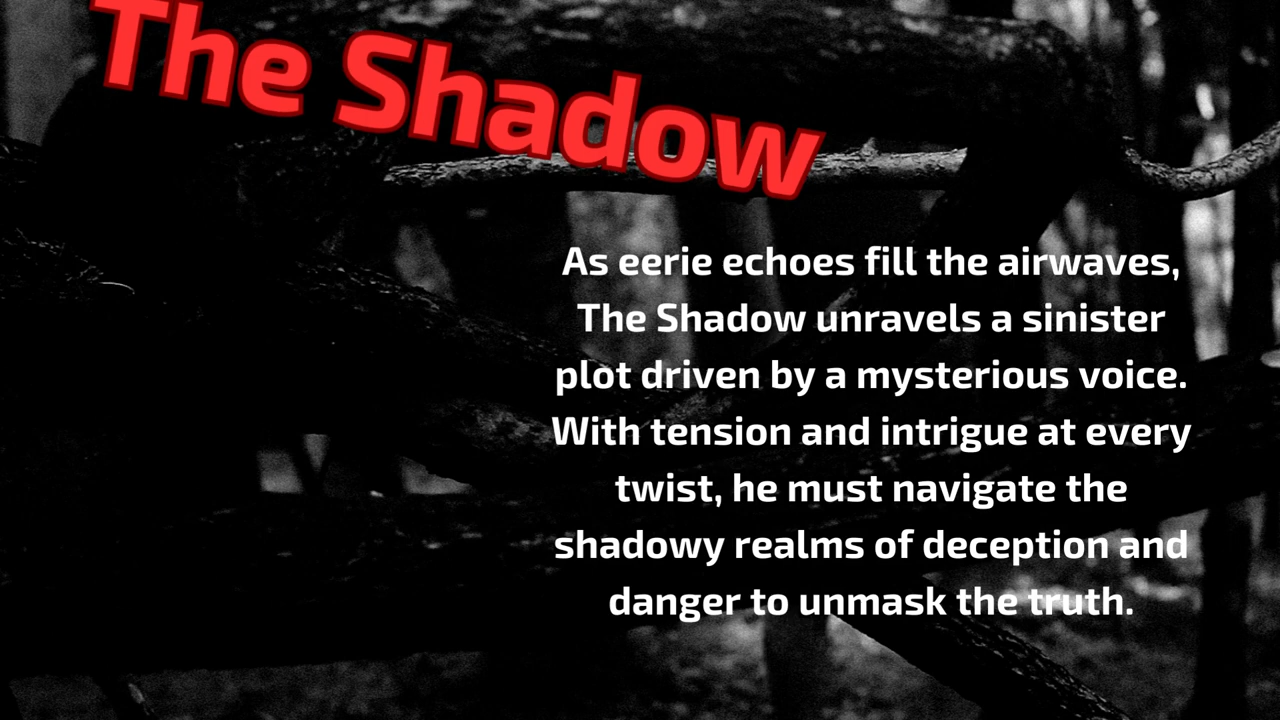 The Shadow
As eerie echoes fill the airwaves,
The Shadow unravels a sinister
plot driven by a mysterious voice.
With tension and intrigue at every
twist, he must navigate the
shadowy realms of deception and
danger to unmask the truth.